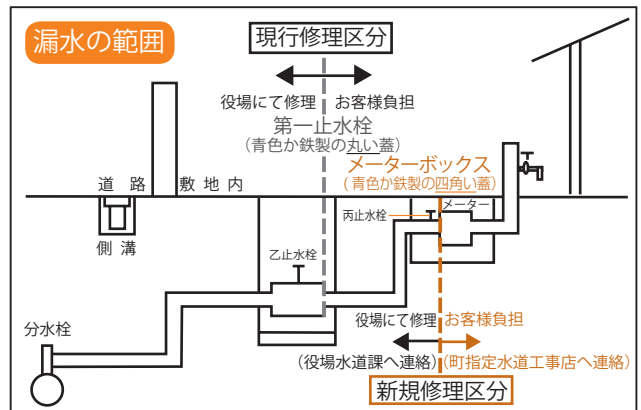 漏水の範囲
現行修理区分
役場にて修理 お客様負担
第一止水栓
(青色か鉄製の丸い蓋)
メーターボックス
(青色か鉄製の四角い蓋)
道路 敷地内
メーター
丙止水栓
側溝
乙止水栓
分水栓
役場にて修理 お客様負担
(役場水道課へ連絡) (町指定水道工事店へ連絡)
新規修理区分